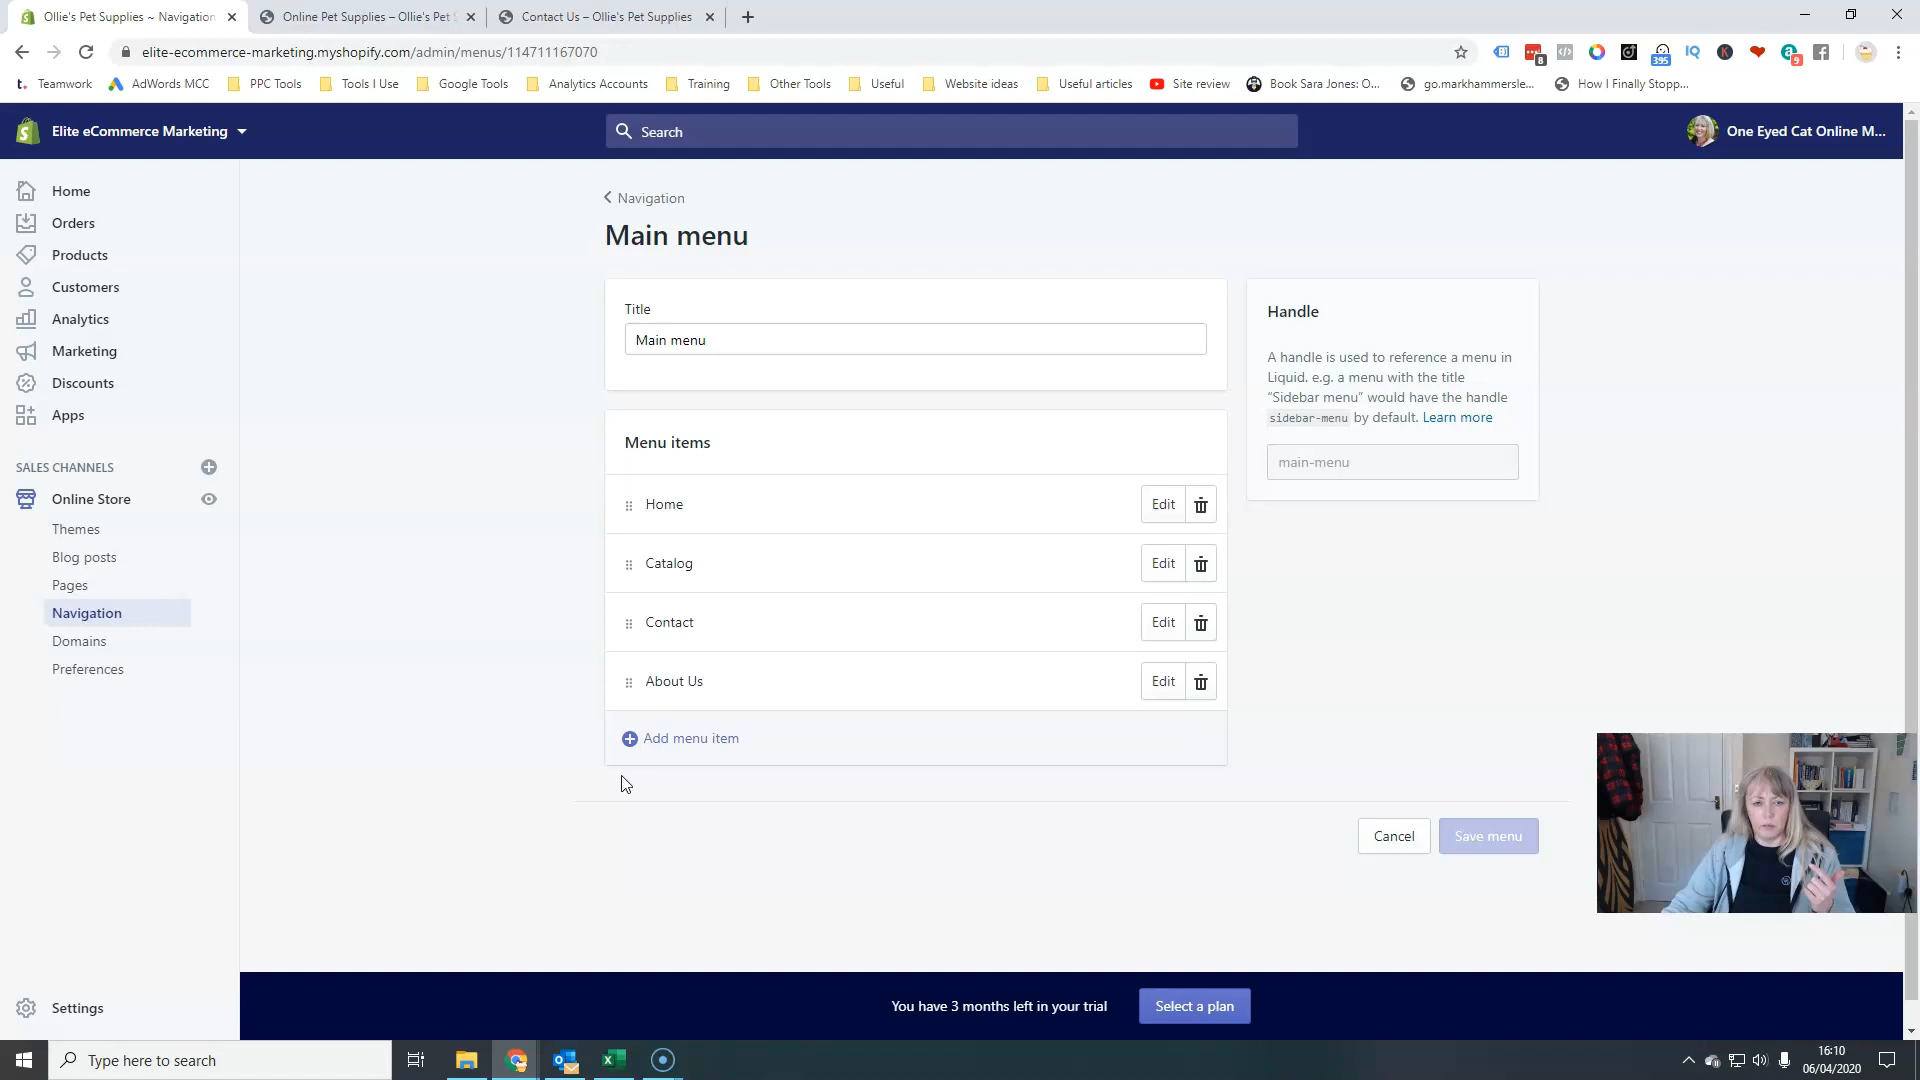 Ollie's Pet Supplies ~ Navigation
Online Pet Supplies – Ollie's Pet S
Contact Us – Ollie's Pet Supplies
elite-ecommerce-marketing.myshopify.com/admin/menus/114711167070
8
395
IQ
K
9
Teamwork
AdWords MCC
PPC Tools
Tools I Use
Google Tools
Analytics Accounts
Training
Other Tools
Useful
Website ideas
Useful articles
Site review
Book Sara Jones: O...
go.markhammersle...
How I Finally Stopp...
Elite eCommerce Marketing
Search
One Eyed Cat Online M...
Home
Orders
Products
Customers
Analytics
Marketing
Discounts
Apps
SALES CHANNELS
Online Store
Themes
Blog posts
Pages
Navigation
Domains
Preferences
Settings
Navigation
Main menu
Title
Main menu
Menu items
Home
Edit
Catalog
Edit
Contact
Edit
About Us
Edit
Add menu item
Handle
A handle is used to reference a menu in
Liquid. e.g. a menu with the title
“Sidebar menu” would have the handle
sidebar-menu by default. Learn more
main-menu
Cancel
Save menu
You have 3 months left in your trial
Select a plan
Type here to search
16:10
06/04/2020